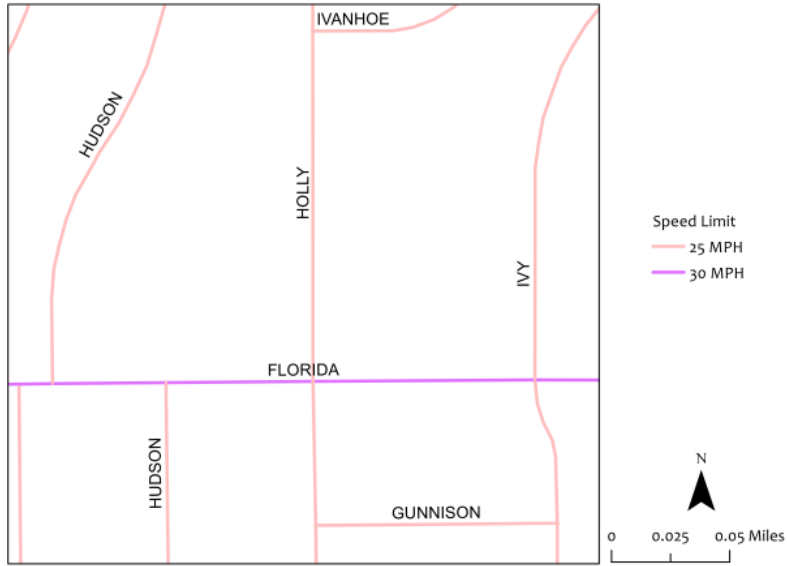 IVANHOE
HUDSON
HOLLY
IVY
FLORIDA
HUDSON
GUNNISON
Speed Limit
25 MPH
30 MPH
N
0 0.025 0.05 Miles